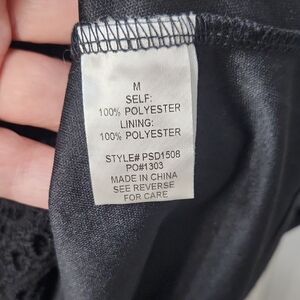 M
SELF:
100% POLYESTER
LINING:
100% POLYESTER
STYLE# PSD1508
PO#1303
MADE IN CHINA
SEE REVERSE
FOR CARE